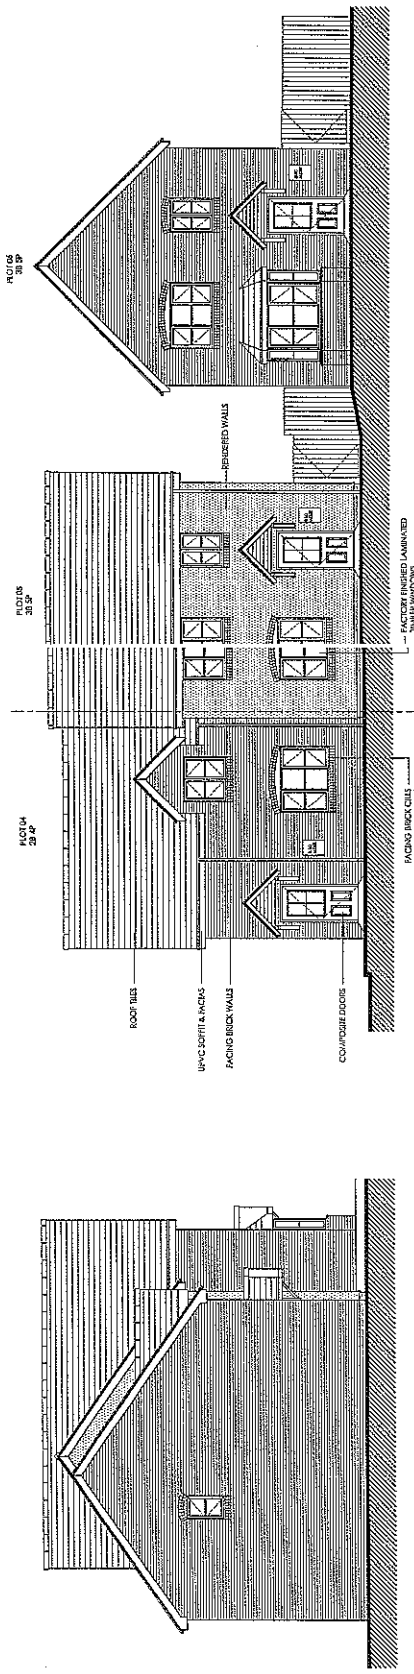 PLOT 04
2B 4P
PLOT 05
3B 5P
PLOT 06
3B 5P
ROOF TILES
UPVC SOFFIT & FACIAS
FACING BRICK WALLS
COMPOSITE DOORS
RENDERED WALLS
FACING BRICK CILLS
FACTORY FINISHED LAMINATED
WINDOWS